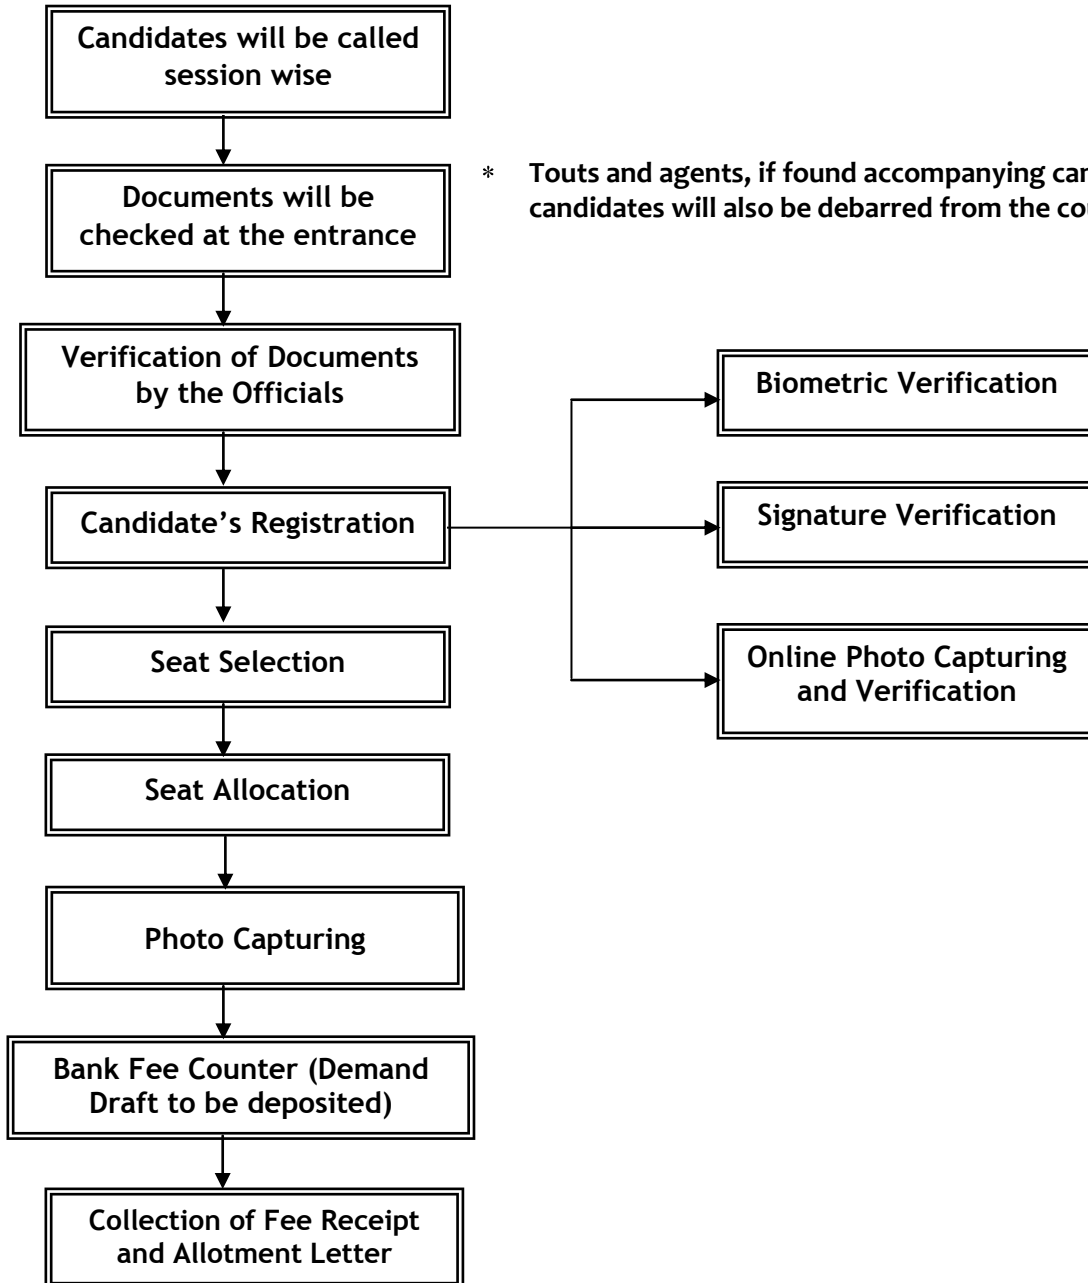 Candidates will be called
session wise
Documents will be
checked at the entrance
* Touts and agents, if found accompanying
candidates will also be debarred from the
Verification of Documents
by the Officials
Candidate’s Registration
Biometric Verification
Signature Verification
Online Photo Capturing
and Verification
Seat Selection
Seat Allocation
Photo Capturing
Bank Fee Counter (Demand
Draft to be deposited)
Collection of Fee Receipt
and Allotment Letter